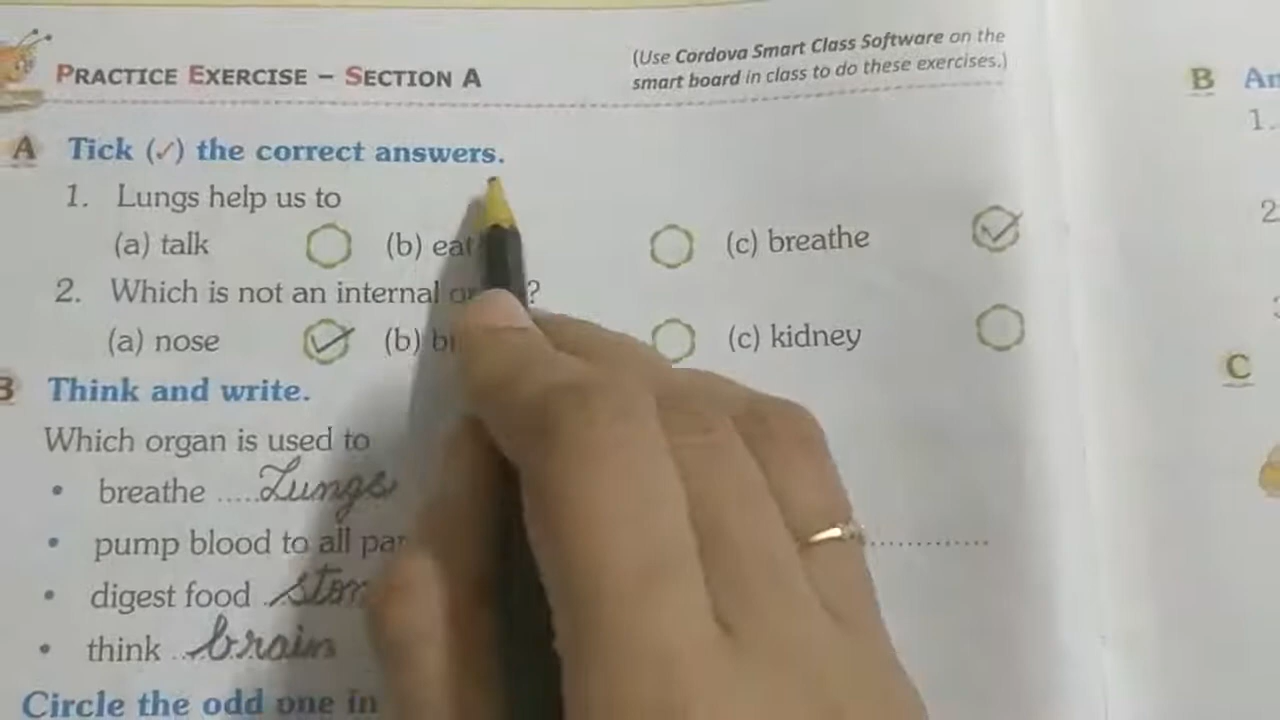 PRACTICE EXERCISE – SECTION A
(Use Cordova Smart Class Software on the
smart board in class to do these exercises.)
A Tick (✓) the correct answers.
1. Lungs help us to
(a) talk (b) eat (c) breathe
2. Which is not an internal ?
(a) nose (b) (c) kidney
B Think and write.
Which organ is used to
• breathe .....Lungs
• pump blood to all ...............
• digest food
• think ...brain
Circle the odd one in
B
1.
2
C